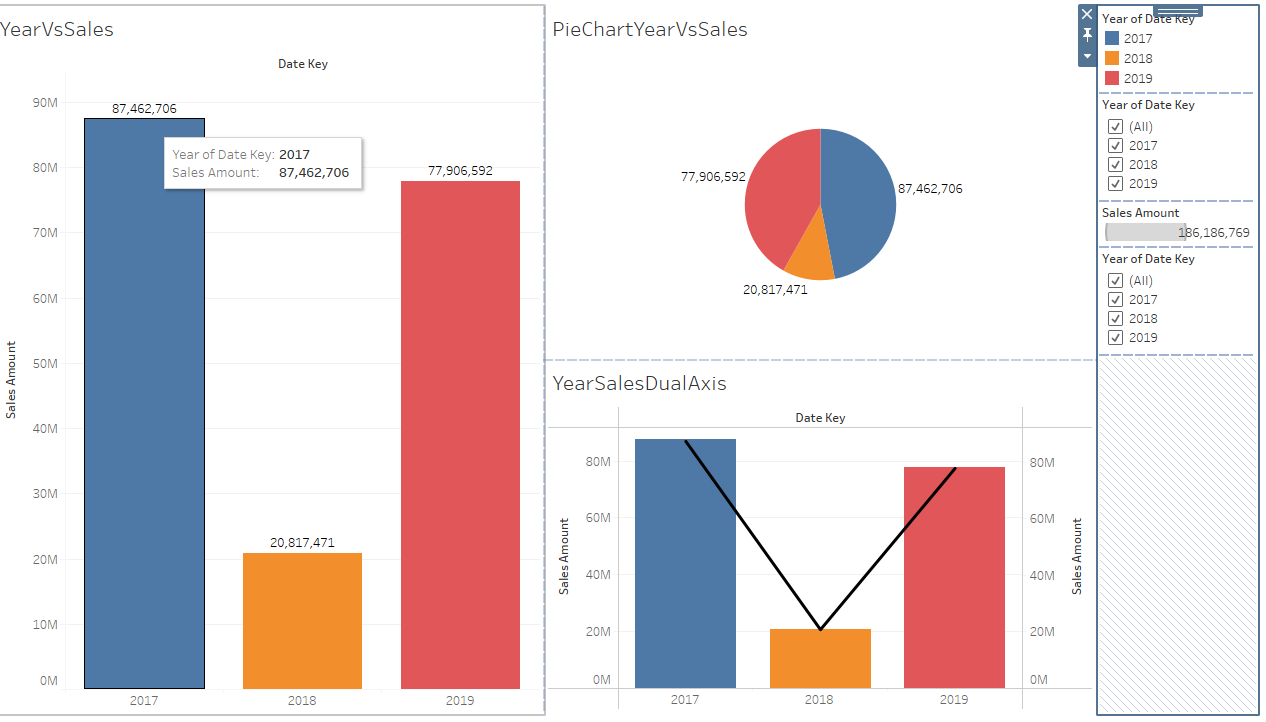 YearVsSales
Date Key
90M
80M
70M
60M
50M
40M
30M
20M
10M
0M
Sales Amount
87,462,706
20,817,471
77,906,592
Year of Date Key: 2017
Sales Amount: 87,462,706
2017
2018
2019
PieChartYearVsSales
77,906,592
87,462,706
20,817,471
YearSalesDualAxis
Date Key
80M
60M
40M
20M
0M
Sales Amount
80M
60M
40M
20M
0M
Sales Amount
2017
2018
2019
Year of Date Key
2017
2018
2019
Year of Date Key
(All)
2017
2018
2019
Sales Amount
186,186,769
Year of Date Key
(All)
2017
2018
2019